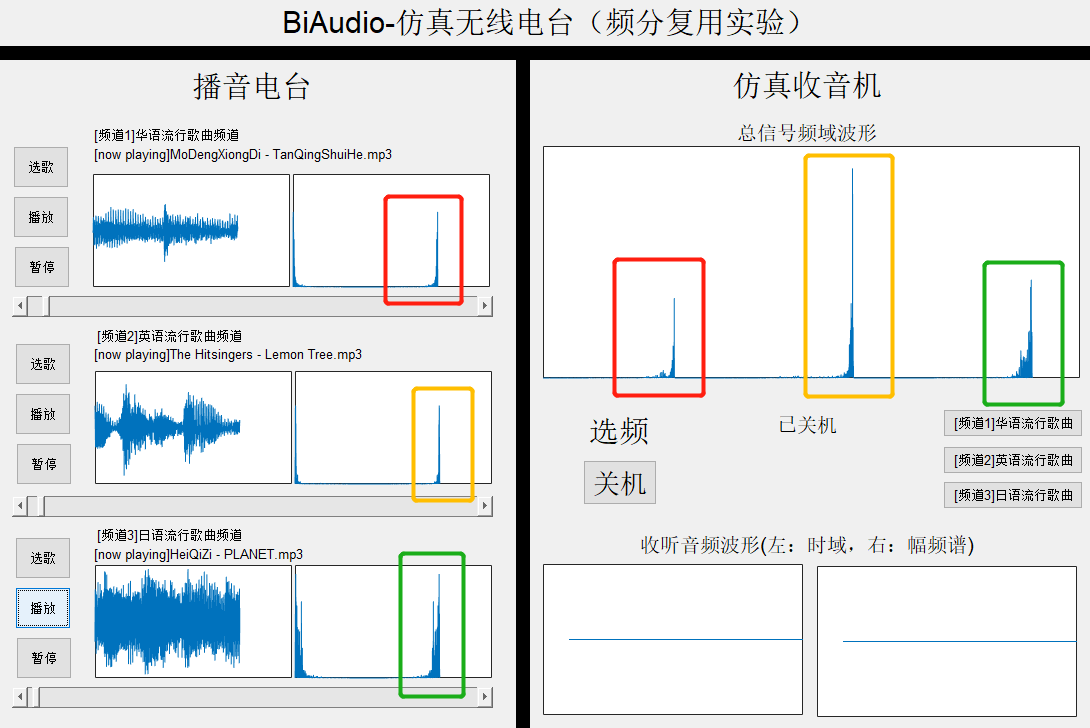 BiAudio-仿真无线电台（频分复用实验）
播音电台
[频道1]华语流行歌曲频道
[now playing]MoDengXiongDi - TanQingShuiHe.mp3
选歌
播放
暂停
[频道2]英语流行歌曲频道
[now playing]The Hitsingers - Lemon Tree.mp3
选歌
播放
暂停
[频道3]日语流行歌曲频道
[now playing]HeiQiZi - PLANET.mp3
选歌
播放
暂停
仿真收音机
总信号频域波形
选频
已关机
关机
[频道1]华语流行歌曲
[频道2]英语流行歌曲
[频道3]日语流行歌曲
收听音频波形(左：时域，右：幅频谱)